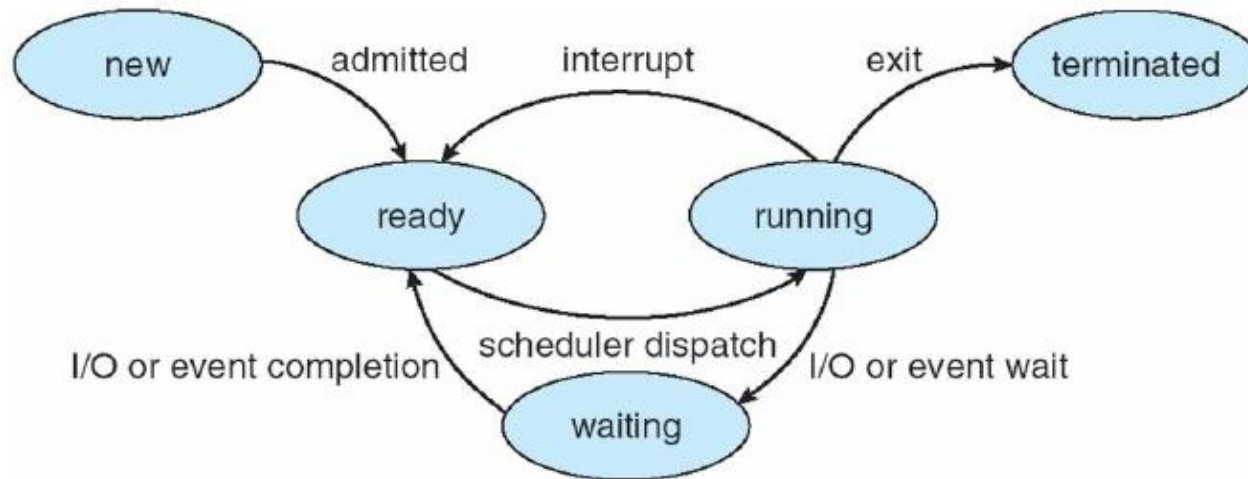 new
admitted
interrupt
exit
terminated
ready
running
I/O or event completion
scheduler dispatch
I/O or event wait
waiting